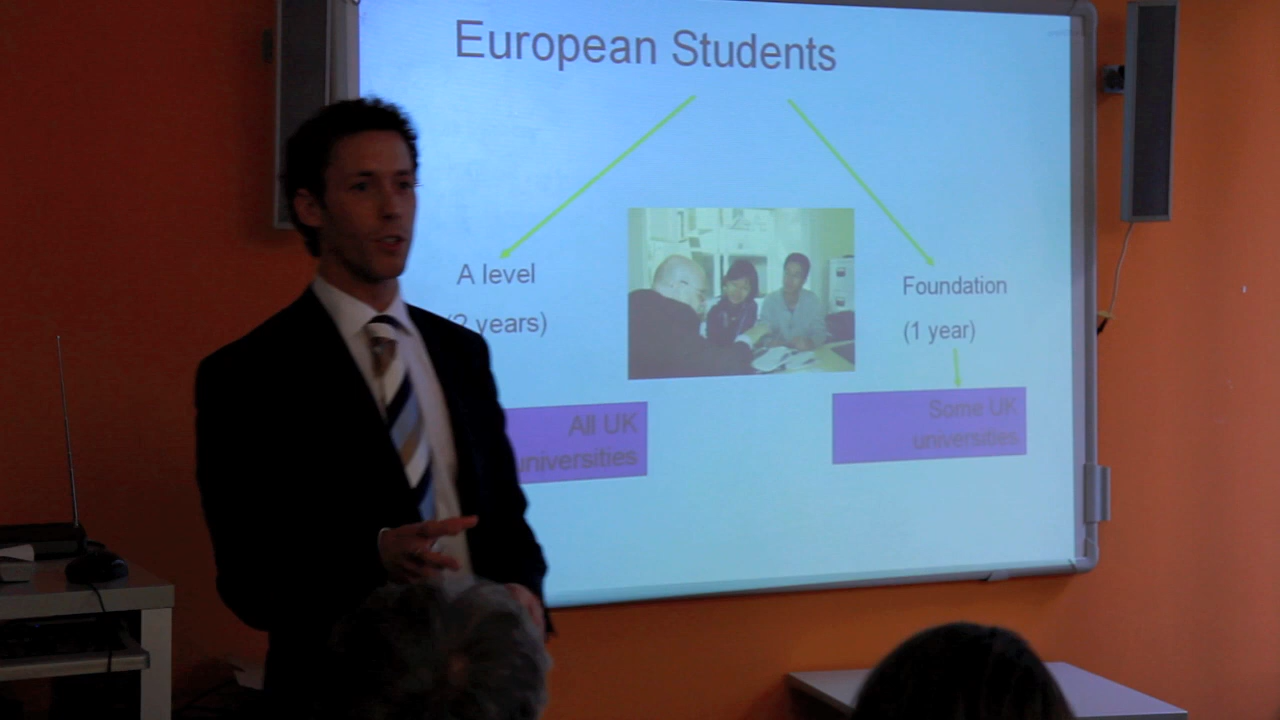 European Students
A level
(2 years)
All UK
universities
Foundation
(1 year)
Some UK
universities